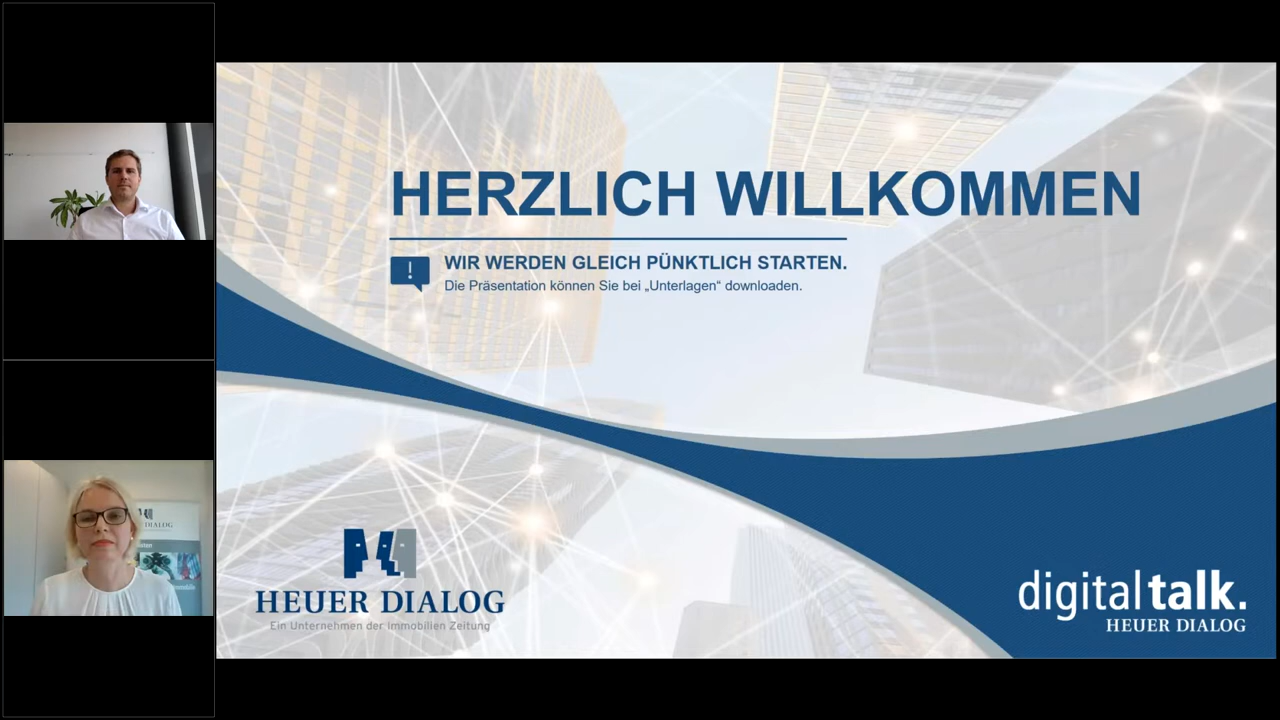 HERZLICH WILLKOMMEN
WIR WERDEN GLEICH PÜNKTLICH STARTEN.
Die Präsentation können Sie bei „Unterlagen“ downloaden.
HEUER DIALOG
Ein Unternehmen der Immobilien Zeitung
digitaltalk.
HEUER DIALOG